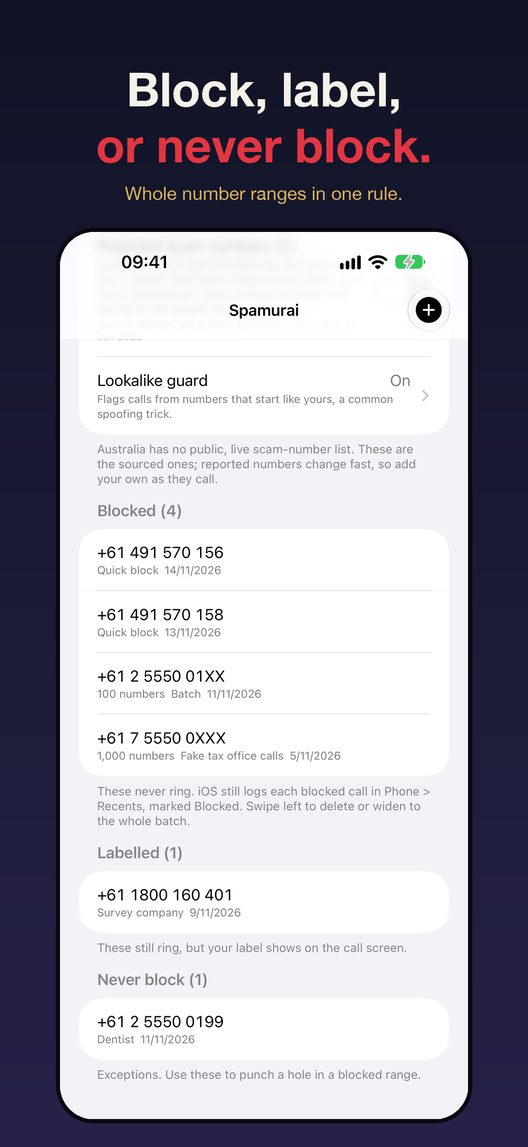 Block, label,
or never block.
Whole number ranges in one rule.
09:41
Spamurai
Lookalike guard
On
Flags calls from numbers that start like yours, a common
spoofing trick.
Australia has no public, live scam-number list. These are
the sourced ones; reported numbers change fast, so add
your own as they call.
Blocked (4)
+61 491 570 156
Quick block 14/11/2026
+61 491 570 158
Quick block 13/11/2026
+61 2 5550 01XX
100 numbers Batch 11/11/2026
+61 7 5550 0XXX
1,000 numbers Fake tax office calls 5/11/2026
These never ring. iOS still logs each blocked call in Phone >
Recents, marked Blocked. Swipe left to delete or widen to
the whole batch.
Labelled (1)
+61 1800 160 401
Survey company 9/11/2026
These still ring, but your label shows on the call screen.
Never block (1)
+61 2 5550 0199
Dentist 11/11/2026
Exceptions. Use these to punch a hole in a blocked range.